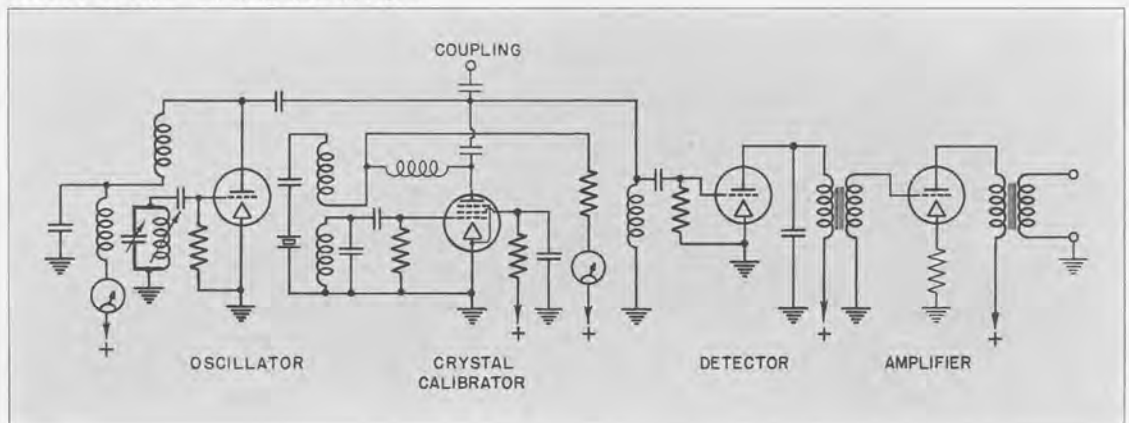 COUPLING
+
+
+
+
+
OSCILLATOR
CRYSTAL
CALIBRATOR
DETECTOR
AMPLIFIER